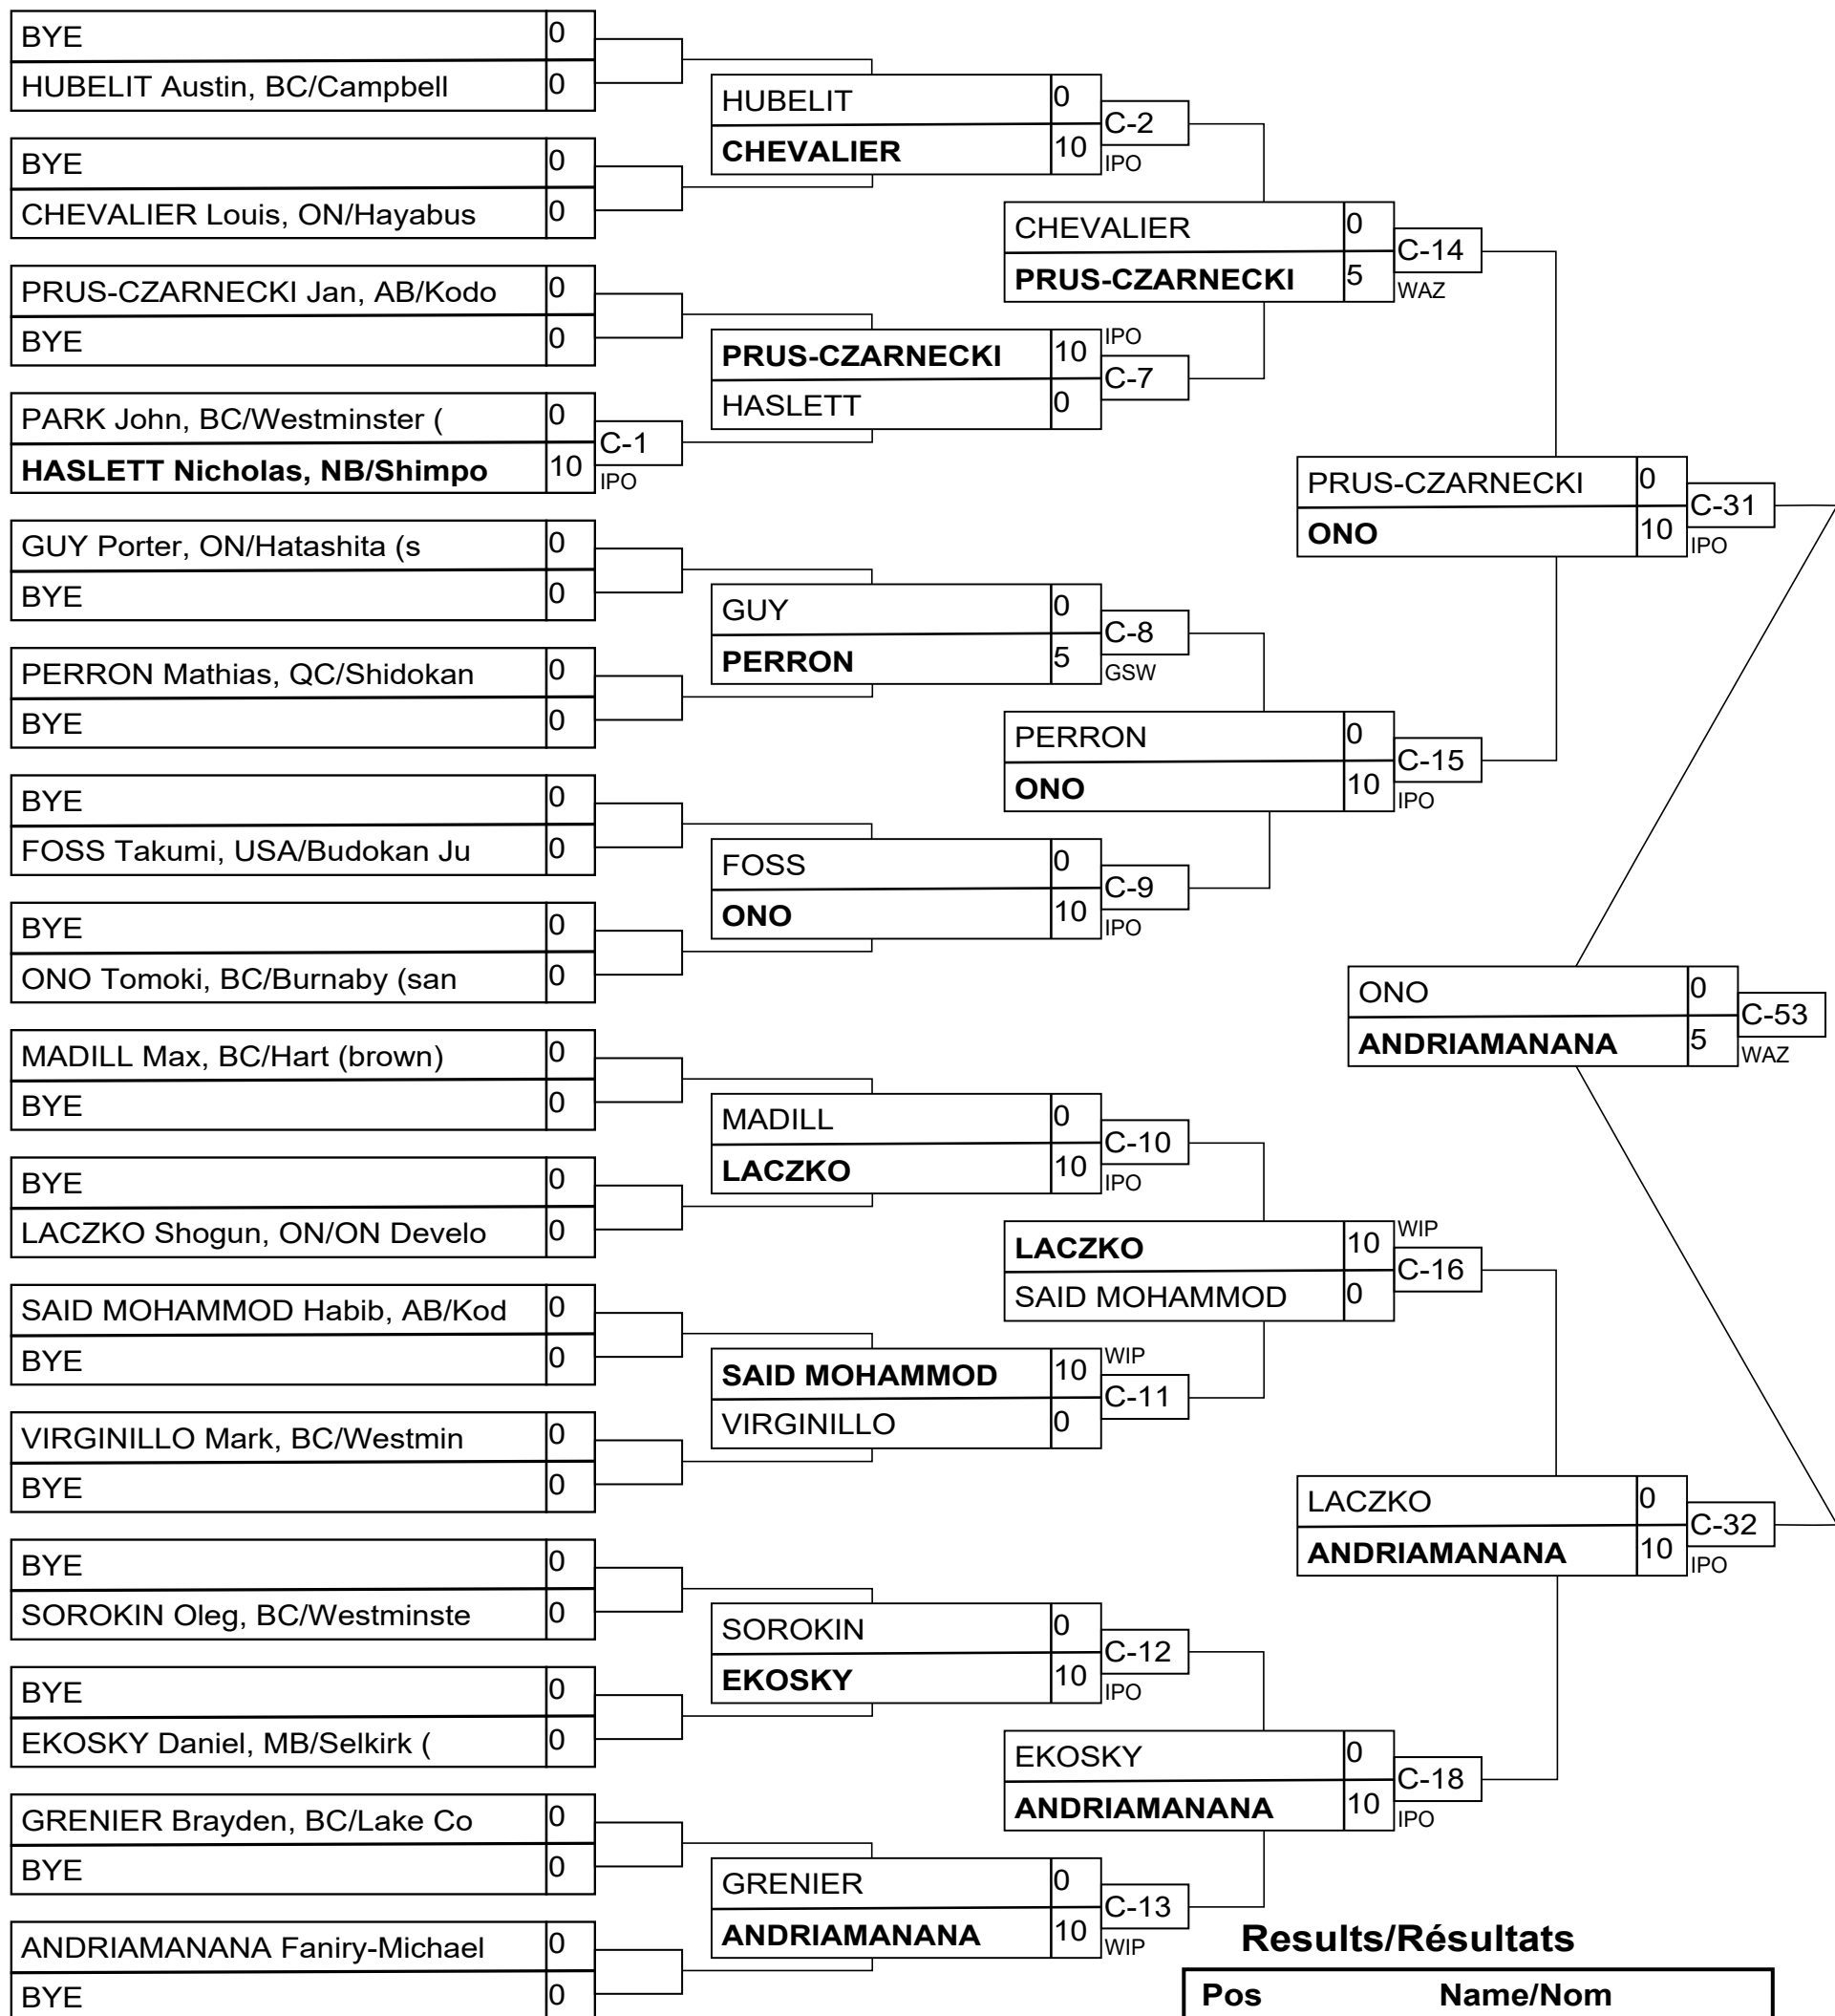 BYE 0
HUBELIT Austin, BC/Campbell 0
BYE 0
CHEVALIER Louis, ON/Hayabus 0
PRUS-CZARNECKI Jan, AB/Kodo 0
BYE 0
PARK John, BC/Westminster ( 0
HASLETT Nicholas, NB/Shimpo 10
C-1
IPO
GUY Porter, ON/Hatashita (s 0
BYE 0
PERRON Mathias, QC/Shidokan 0
BYE 0
BYE 0
FOSS Takumi, USA/Budokan Ju 0
BYE 0
ONO Tomoki, BC/Burnaby (san 0
MADILL Max, BC/Hart (brown) 0
BYE 0
BYE 0
LACZKO Shogun, ON/ON Develo 0
SAID MOHAMMOD Habib, AB/Kod 0
BYE 0
VIRGINILLO Mark, BC/Westmin 0
BYE 0
BYE 0
SOROKIN Oleg, BC/Westminste 0
BYE 0
EKOSKY Daniel, MB/Selkirk ( 0
GRENIER Brayden, BC/Lake Co 0
BYE 0
ANDRIAMANANA Faniry-Michael 0
BYE 0
HUBELIT 0
CHEVALIER 10
C-2
IPO
PRUS-CZARNECKI 10
HASLETT 0
IPO
C-7
GUY 0
PERRON 5
C-8
GSW
FOSS 0
ONO 10
C-9
IPO
MADILL 0
LACZKO 10
C-10
IPO
SAID MOHAMMOD 10
VIRGINILLO 0
WIP
C-11
SOROKIN 0
EKOSKY 10
C-12
IPO
GRENIER 0
ANDRIAMANANA 10
C-13
WIP
CHEVALIER 0
PRUS-CZARNECKI 5
C-14
WAZ
PERRON 0
ONO 10
C-15
IPO
LACZKO 10
SAID MOHAMMOD 0
WIP
C-16
EKOSKY 0
ANDRIAMANANA 10
C-18
IPO
PRUS-CZARNECKI 0
ONO 10
C-31
IPO
LACZKO 0
ANDRIAMANANA 10
C-32
IPO
ONO 0
ANDRIAMANANA 5
C-53
WAZ
Results/Résultats
Pos Name/Nom